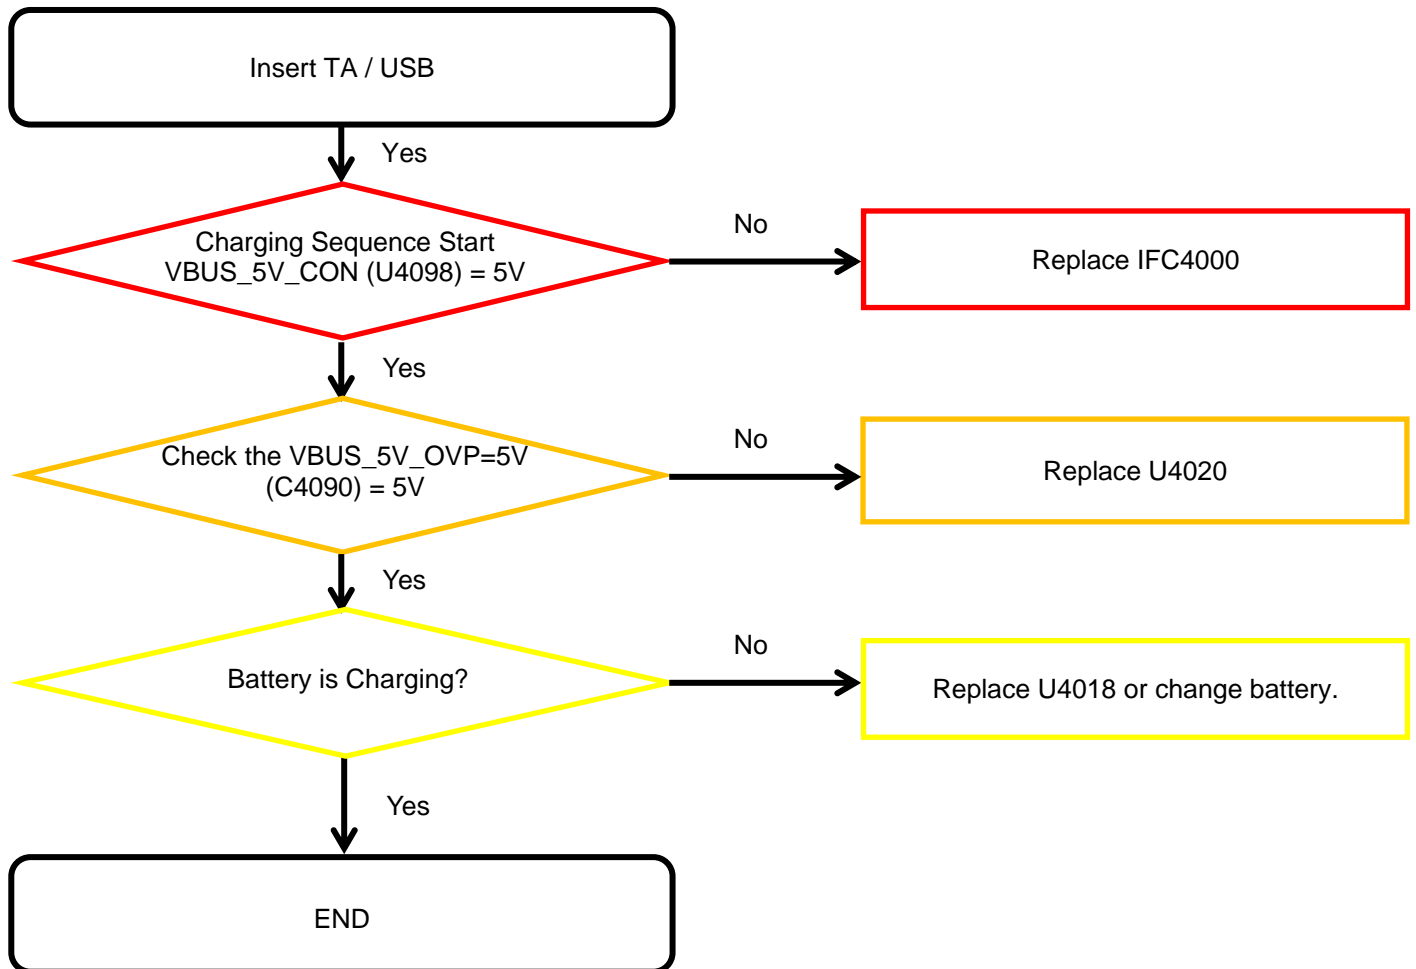 Insert TA / USB
Yes
Charging Sequence Start
VBUS_5V_CON (U4098) = 5V
No
Replace IFC4000
Yes
Check the VBUS_5V_OVP=5V
(C4090) = 5V
No
Replace U4020
Yes
Battery is Charging?
No
Replace U4018 or change battery.
Yes
END